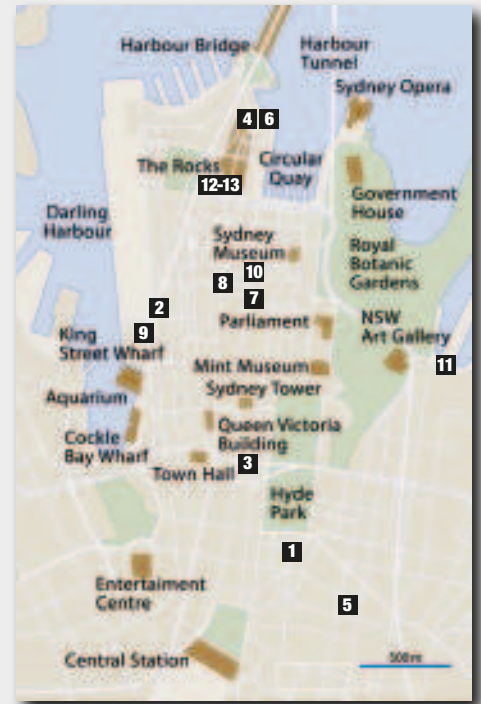 Harbour Bridge
Harbour
Tunnel
Sydney Opera
4 6
The Rocks
12-13
Circular
Quay
Government
House
Darling
Harbour
Sydney
Museum
Royal
Botanic
Gardens
10
8
7
2
Parliament
NSW
Art Gallery
9
King
Street Wharf
11
Mint Museum
Sydney Tower
Aquarium
Queen Victoria
Building
Cockle
Bay Wharf
Town Hall
3
Hyde
Park
1
Entertaiment
Centre
5
Central Station
500m